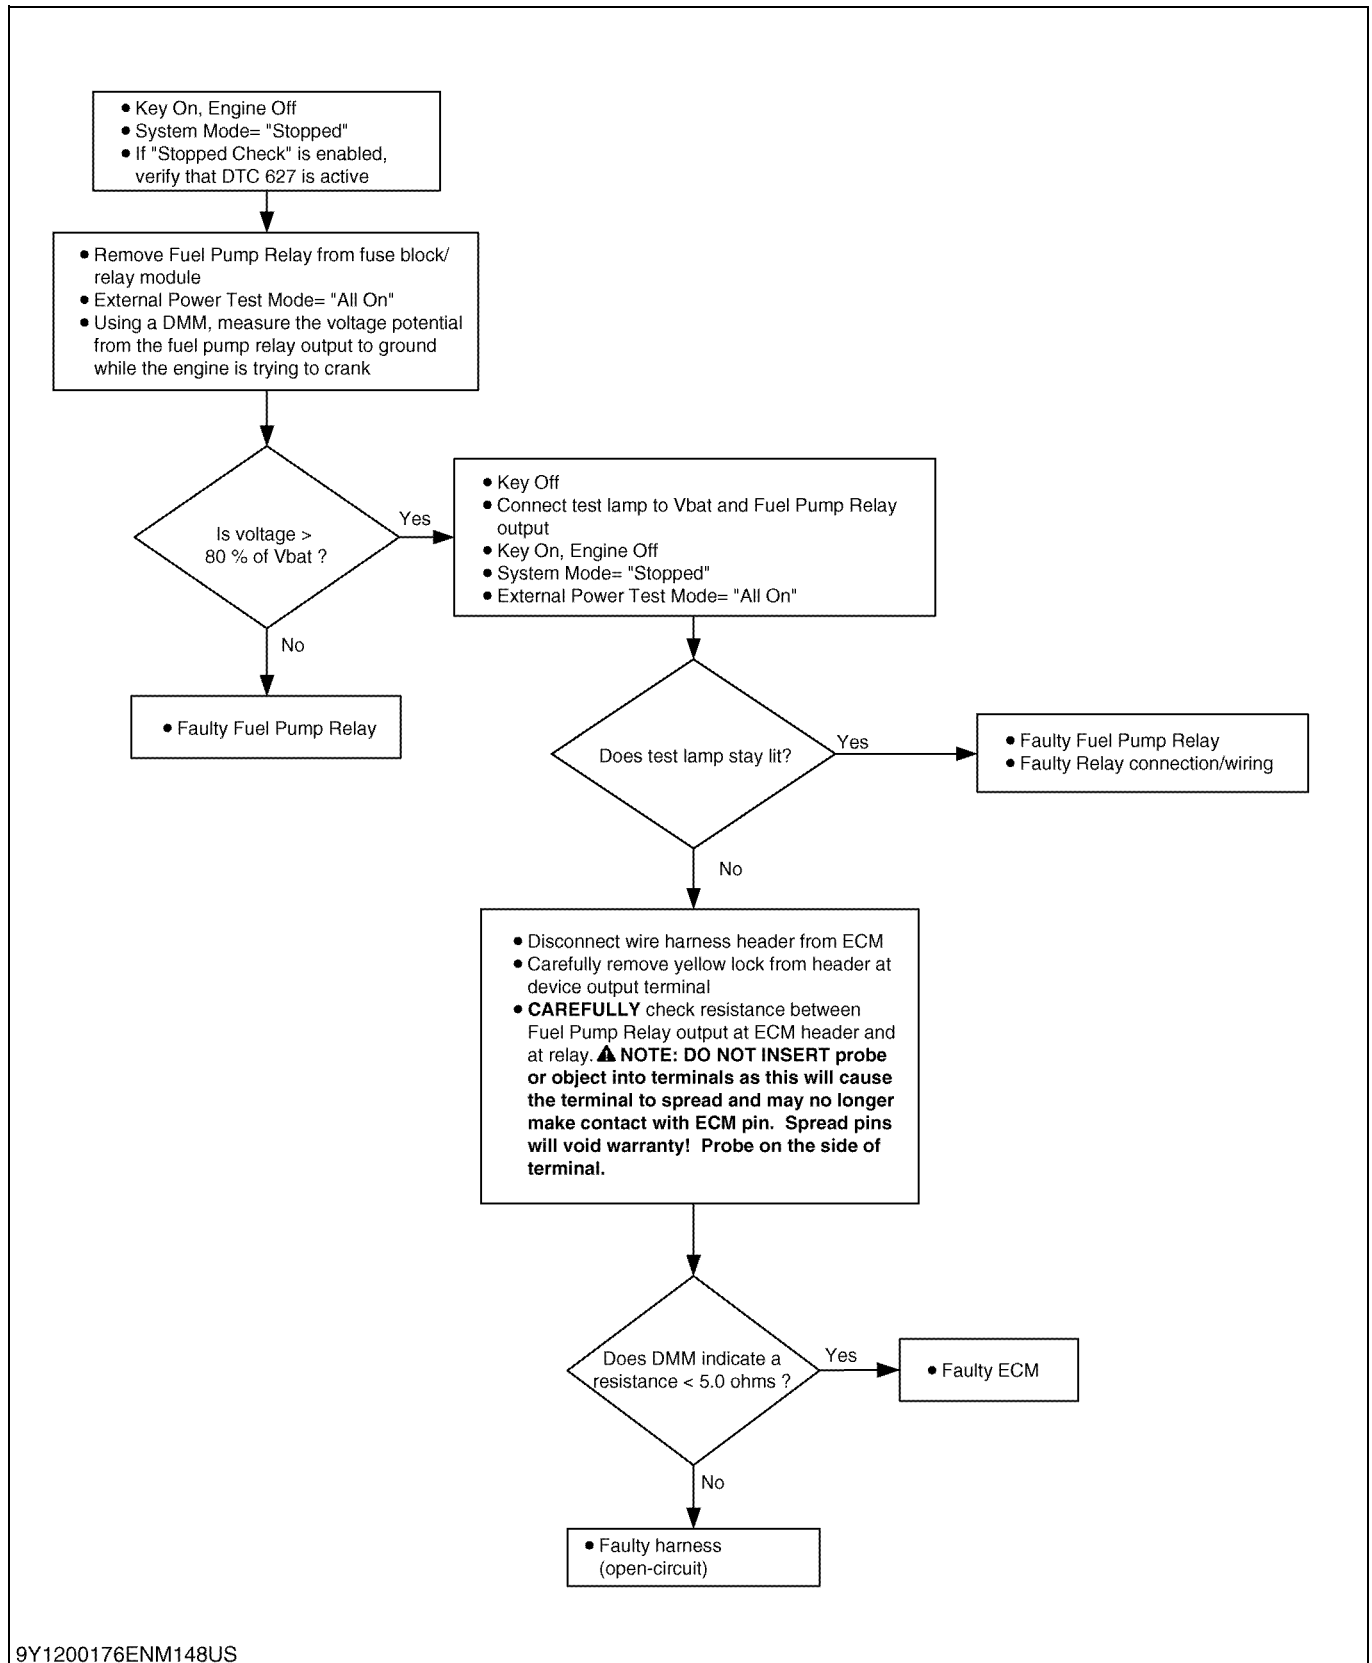 • Key On, Engine Off
• System Mode= "Stopped"
• If "Stopped Check" is enabled,
verify that DTC 627 is active
• Remove Fuel Pump Relay from fuse block/
relay module
• External Power Test Mode= "All On"
• Using a DMM, measure the voltage potential
from the fuel pump relay output to ground
while the engine is trying to crank
Is voltage >
80 % of Vbat ?
Yes
No
• Faulty Fuel Pump Relay
• Key Off
• Connect test lamp to Vbat and Fuel Pump Relay
output
• Key On, Engine Off
• System Mode= "Stopped"
• External Power Test Mode= "All On"
Does test lamp stay lit?
Yes
• Faulty Fuel Pump Relay
• Faulty Relay connection/wiring
No
• Disconnect wire harness header from ECM
• Carefully remove yellow lock from header at
device output terminal
• CAREFULLY check resistance between
Fuel Pump Relay output at ECM header and
at relay. ⚠ NOTE: DO NOT INSERT probe
or object into terminals as this will cause
the terminal to spread and may no longer
make contact with ECM pin. Spread pins
will void warranty! Probe on the side of
terminal.
Does DMM indicate a
resistance < 5.0 ohms ?
Yes
• Faulty ECM
No
• Faulty harness
(open-circuit)
9Y1200176ENM148US